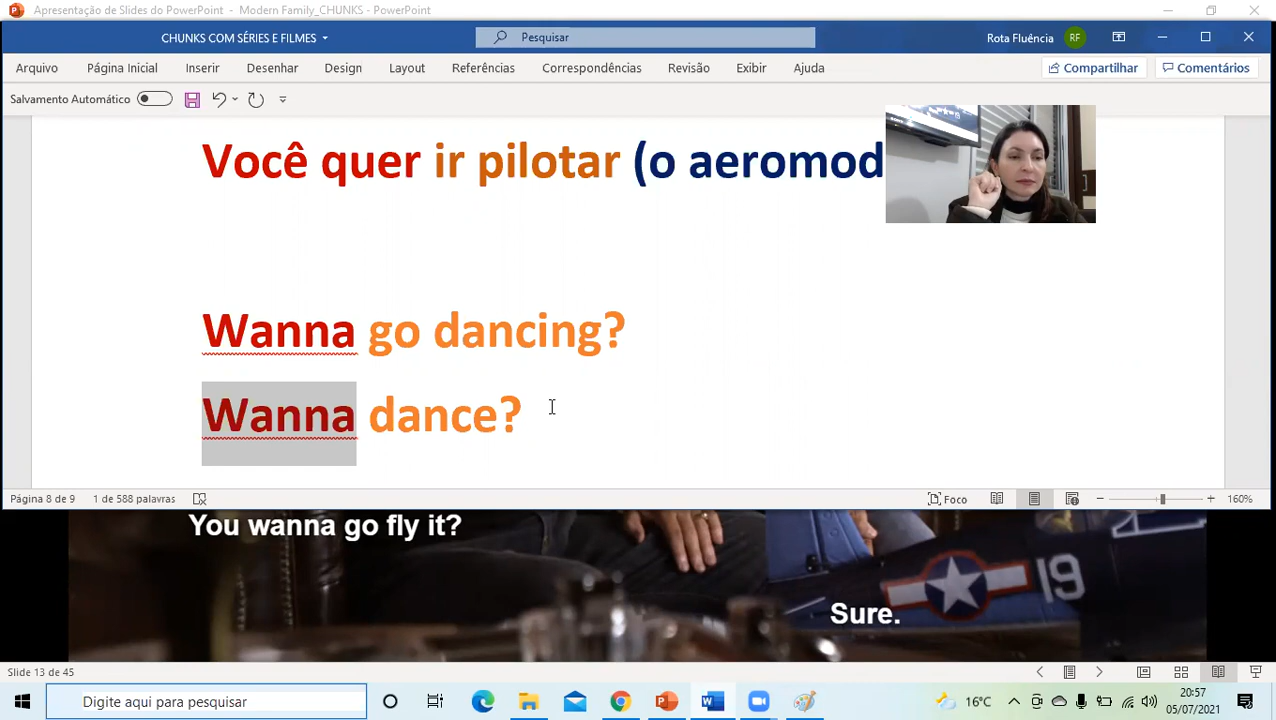 Apresentação de Slides do PowerPoint - Modern Family_CHUNKS - PowerPoint
CHUNKS COM SÉRIES E FILMES
Pesquisar
Rota Fluência RF
Arquivo Página Inicial Inserir Desenhar Design Layout Referências Correspondências Revisão Exibir Ajuda Compartilhar Comentários
Salvamento Automático
Você quer ir pilotar (o aeromod
Wanna go dancing?
Wanna dance?
Página 8 de 9 1 de 588 palavras Foco 160%
You wanna go fly it?
19
Sure.
Slide 13 de 45
Digite aqui para pesquisar
16°C
20:57
05/07/2021